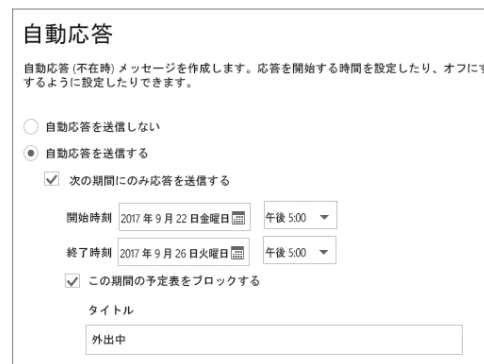 自動応答
自動応答 (不在時) メッセージを作成します。応答を開始する時間を設定したり、オフにす
するように設定したりできます。
自動応答を送信しない
自動応答を送信する
次の期間にのみ応答を送信する
開始時刻 2017 年 9 月 22 日金曜日 午後 5:00
終了時刻 2017 年 9 月 26 日火曜日 午後 5:00
この期間の予定表をブロックする
タイトル
外出中